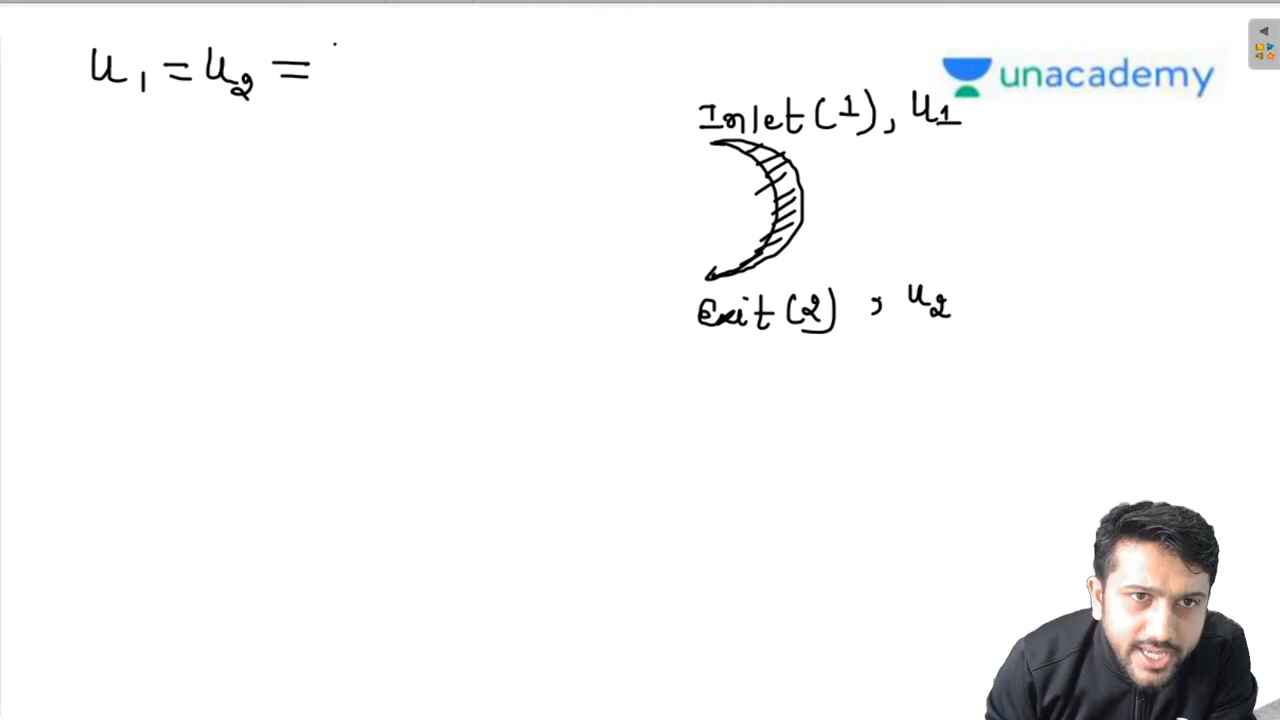 u₁ = u₂ =
unacademy
Inlet(1), u1
Exit(2) , u₂